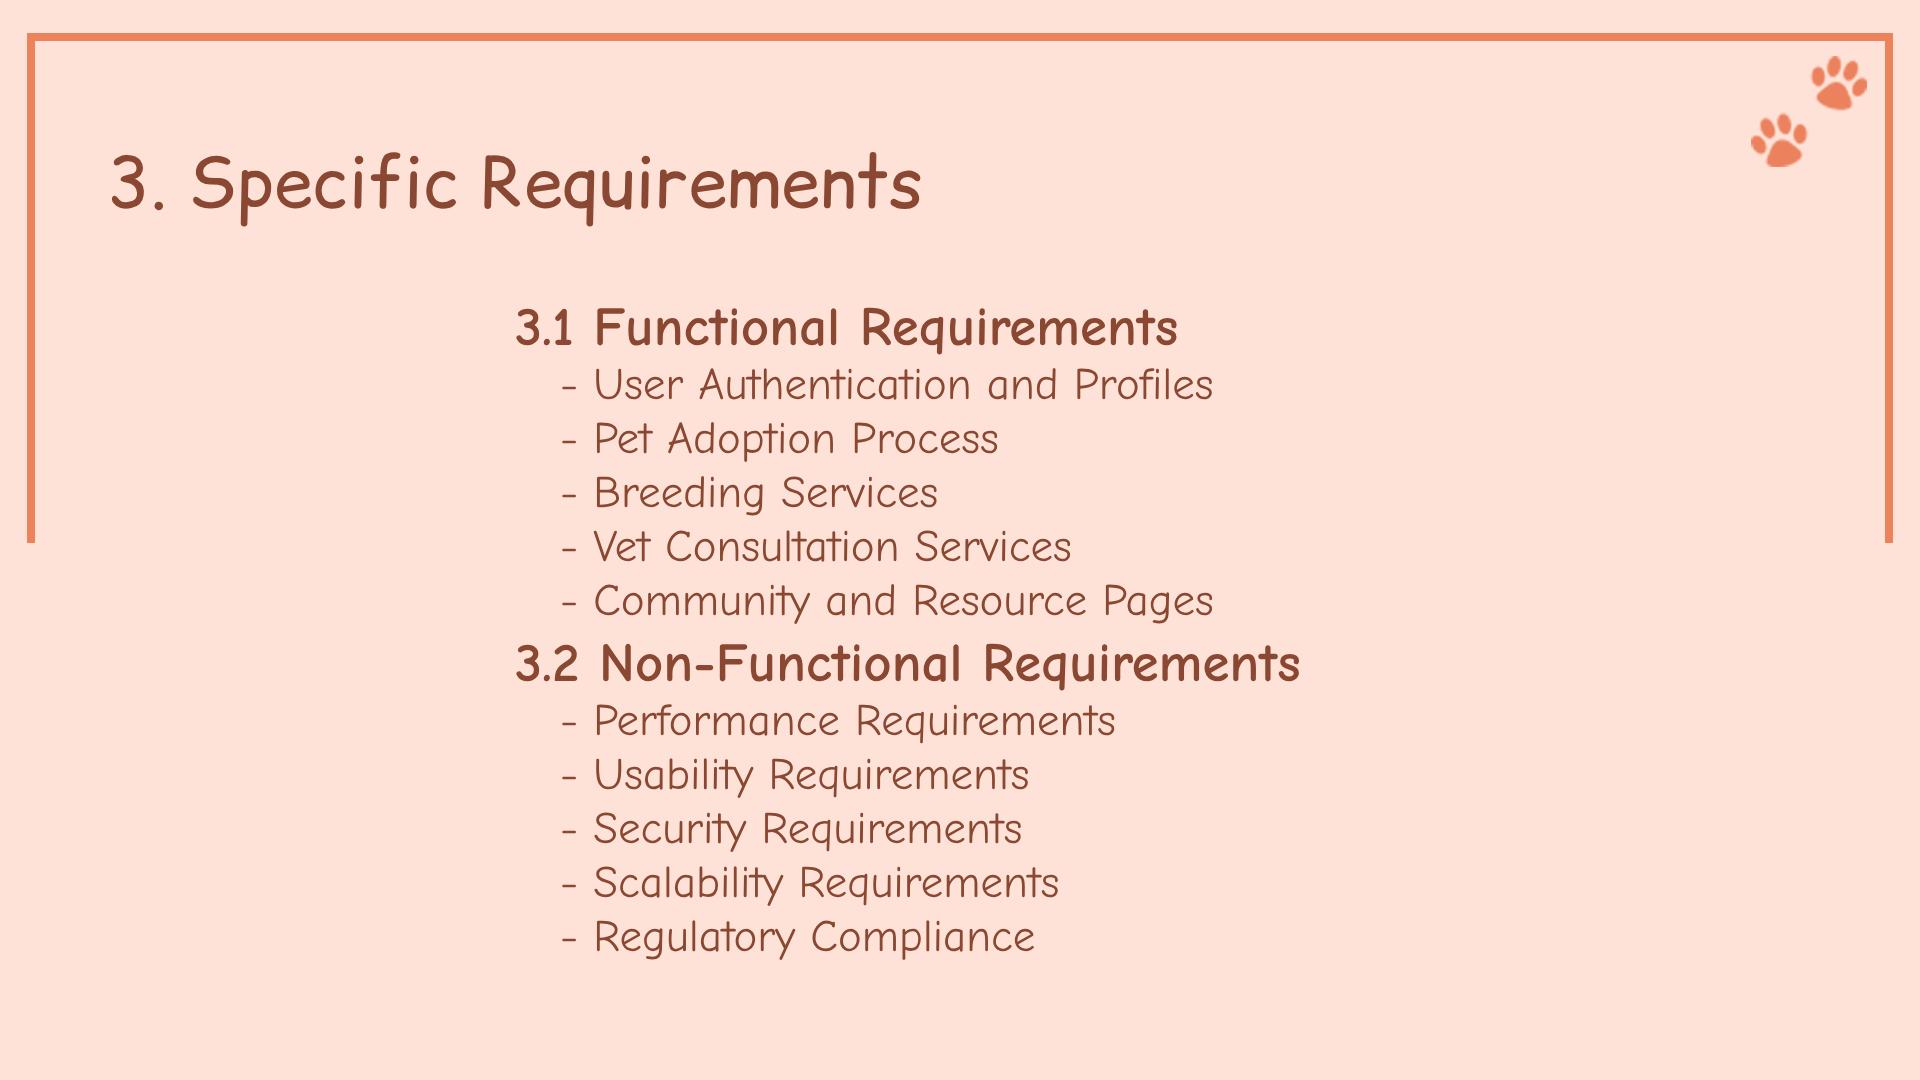 3. Specific Requirements
3.1 Functional Requirements
- User Authentication and Profiles
- Pet Adoption Process
- Breeding Services
- Vet Consultation Services
- Community and Resource Pages
3.2 Non-Functional Requirements
- Performance Requirements
- Usability Requirements
- Security Requirements
- Scalability Requirements
- Regulatory Compliance